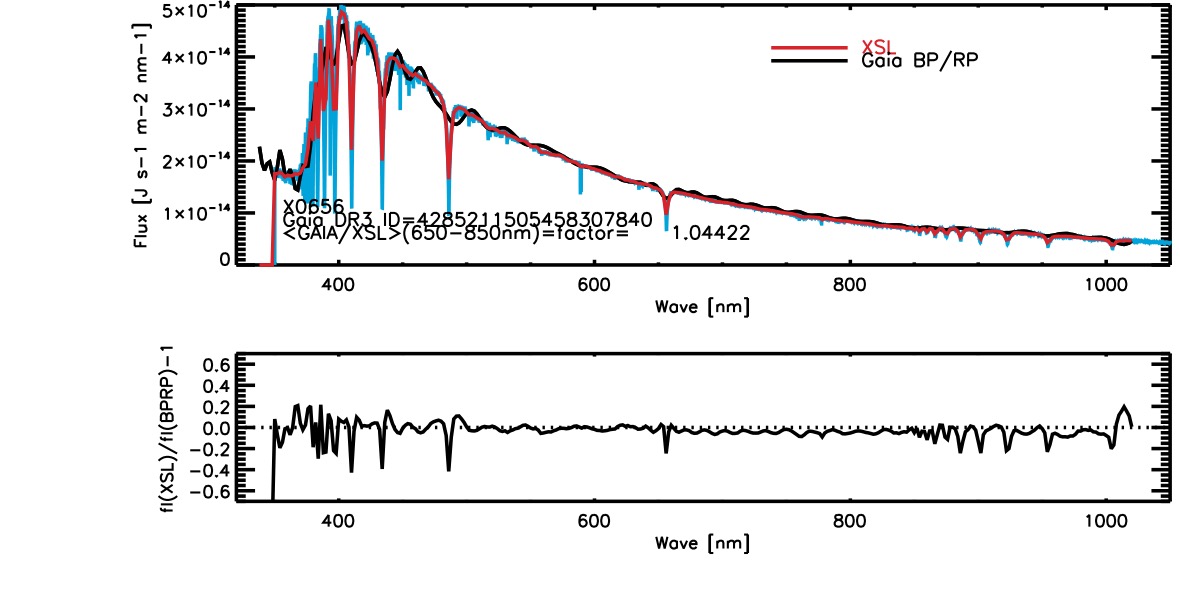 5×10−14
4×10−14
3×10−14
2×10−14
1×10−14
0
Flux [J s−1 m−2 nm−1]
XSL
Gaia BP/RP
X0656
Gaia DR3 ID=4285211505458307840
<GAIA/XSL>(650−850nm)=factor= 1.04422
400 600 800 1000
Wave [nm]
0.6
0.4
0.2
0.0
−0.2
−0.4
−0.6
fl(XSL)/fl(BPRP)−1
400 600 800 1000
Wave [nm]